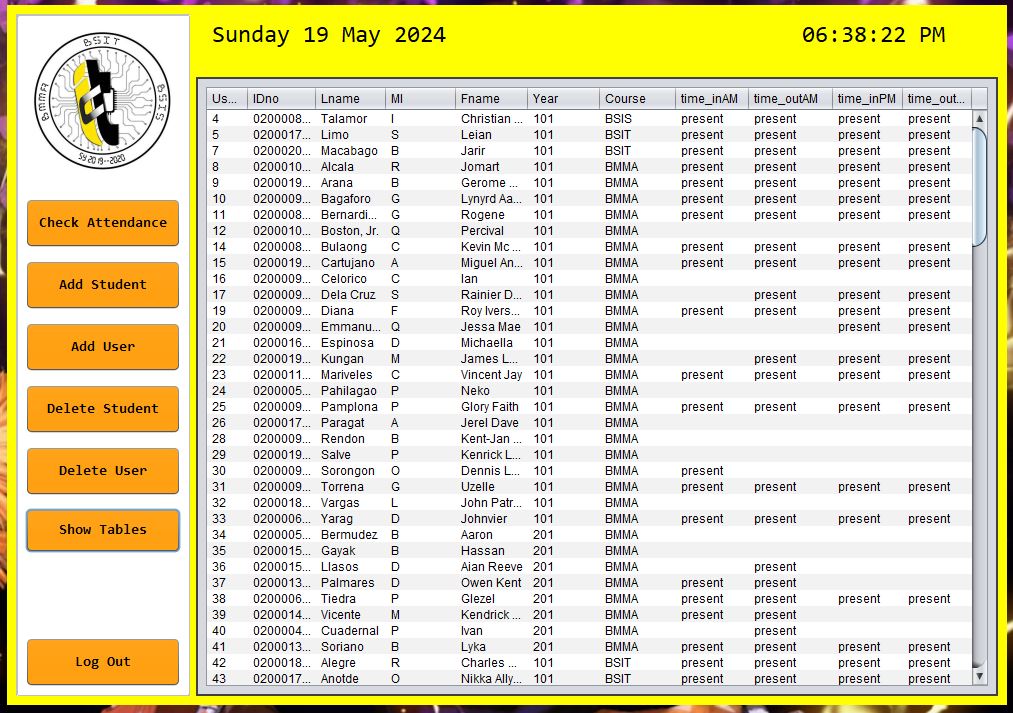 Sunday 19 May 2024 06:38:22 PM
BSIT
BMMA
BSIS
SY 2019-2020
Check Attendance
Add Student
Add User
Delete Student
Delete User
Show Tables
Log Out
Us... IDno Lname MI Fname Year Course time_inAM time_outAM time_inPM time_out...
4 0200008... Talamor I Christian ... 101 BSIS present present present present
5 0200017... Limo S Leian 101 BSIT present present present present
7 0200020... Macabago B Jarir 101 BSIT present present present present
8 0200010... Alcala R Jomart 101 BMMA present present present present
9 0200019... Arana B Gerome ... 101 BMMA present present present present
10 0200009... Bagaforo G Lynyrd Aa... 101 BMMA present present present present
11 0200008... Bernardi... G Rogene 101 BMMA present present present present
12 0200010... Boston, Jr. Q Percival 101 BMMA
14 0200008... Bulaong C Kevin Mc ... 101 BMMA present present present present
15 0200019... Cartujano A Miguel An... 101 BMMA present present present present
16 0200009... Celorico C Ian 101 BMMA
17 0200009... Dela Cruz S Rainier D... 101 BMMA present present present
19 0200009... Diana F Roy Ivers... 101 BMMA present present present present
20 0200009... Emmanu... Q Jessa Mae 101 BMMA present present
21 0200016... Espinosa D Michaella 101 BMMA
22 0200019... Kungan M James L... 101 BMMA present present present
23 0200011... Mariveles C Vincent Jay 101 BMMA present present present present
24 0200005... Pahilagao P Neko 101 BMMA
25 0200009... Pamplona P Glory Faith 101 BMMA present present present present
26 0200017... Paragat A Jerel Dave 101 BMMA
28 0200009... Rendon B Kent-Jan ... 101 BMMA
29 0200019... Salve P Kenrick L... 101 BMMA
30 0200009... Sorongon O Dennis L... 101 BMMA present
31 0200009... Torrena G Uzelle 101 BMMA present present present present
32 0200018... Vargas L John Patr... 101 BMMA
33 0200006... Yarag D Johnvier 101 BMMA present present present present
34 0200005... Bermudez B Aaron 201 BMMA
35 0200015... Gayak B Hassan 201 BMMA
36 0200015... Llasos D Aian Reeve 201 BMMA present
37 0200013... Palmares D Owen Kent 201 BMMA present present
38 0200006... Tiedra P Glezel 201 BMMA present present present present
39 0200014... Vicente M Kendrick ... 201 BMMA present present
40 0200004... Cuadernal P Ivan 201 BMMA present
41 0200013... Soriano B Lyka 201 BMMA present present present present
42 0200018... Alegre R Charles ... 101 BSIT present present present present
43 0200017... Anotde O Nikka Ally... 101 BSIT present present present present